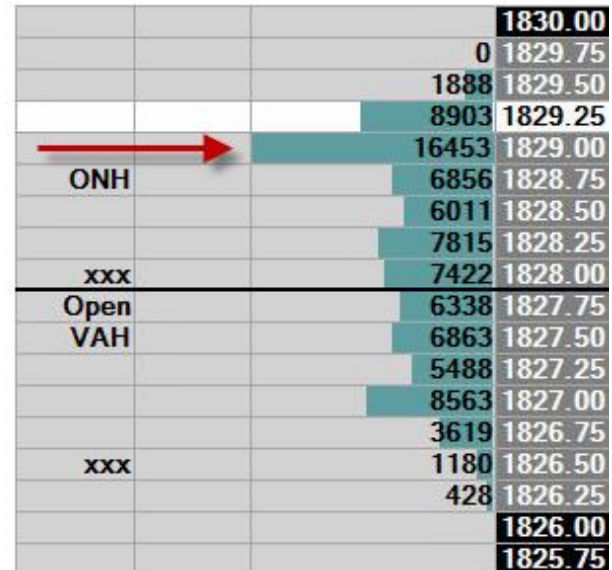 1830.00
0 1829.75
1888 1829.50
8903 1829.25
16453 1829.00
ONH 6856 1828.75
6011 1828.50
7815 1828.25
xxx 7422 1828.00
Open 6338 1827.75
VAH 6863 1827.50
5488 1827.25
8563 1827.00
3619 1826.75
xxx 1180 1826.50
428 1826.25
1826.00
1825.75